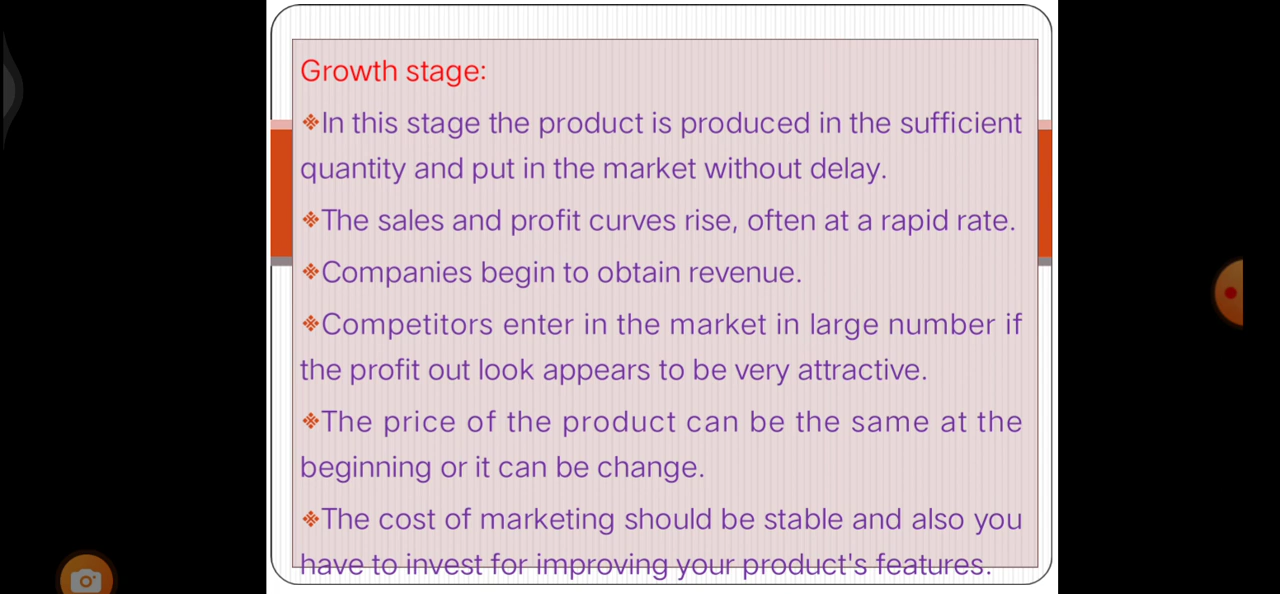 Growth stage:
❖In this stage the product is produced in the sufficient
quantity and put in the market without delay.
❖The sales and profit curves rise, often at a rapid rate.
❖Companies begin to obtain revenue.
❖Competitors enter in the market in large number if
the profit out look appears to be very attractive.
❖The price of the product can be the same at the
beginning or it can be change.
❖The cost of marketing should be stable and also you
have to invest for improving your product's features.